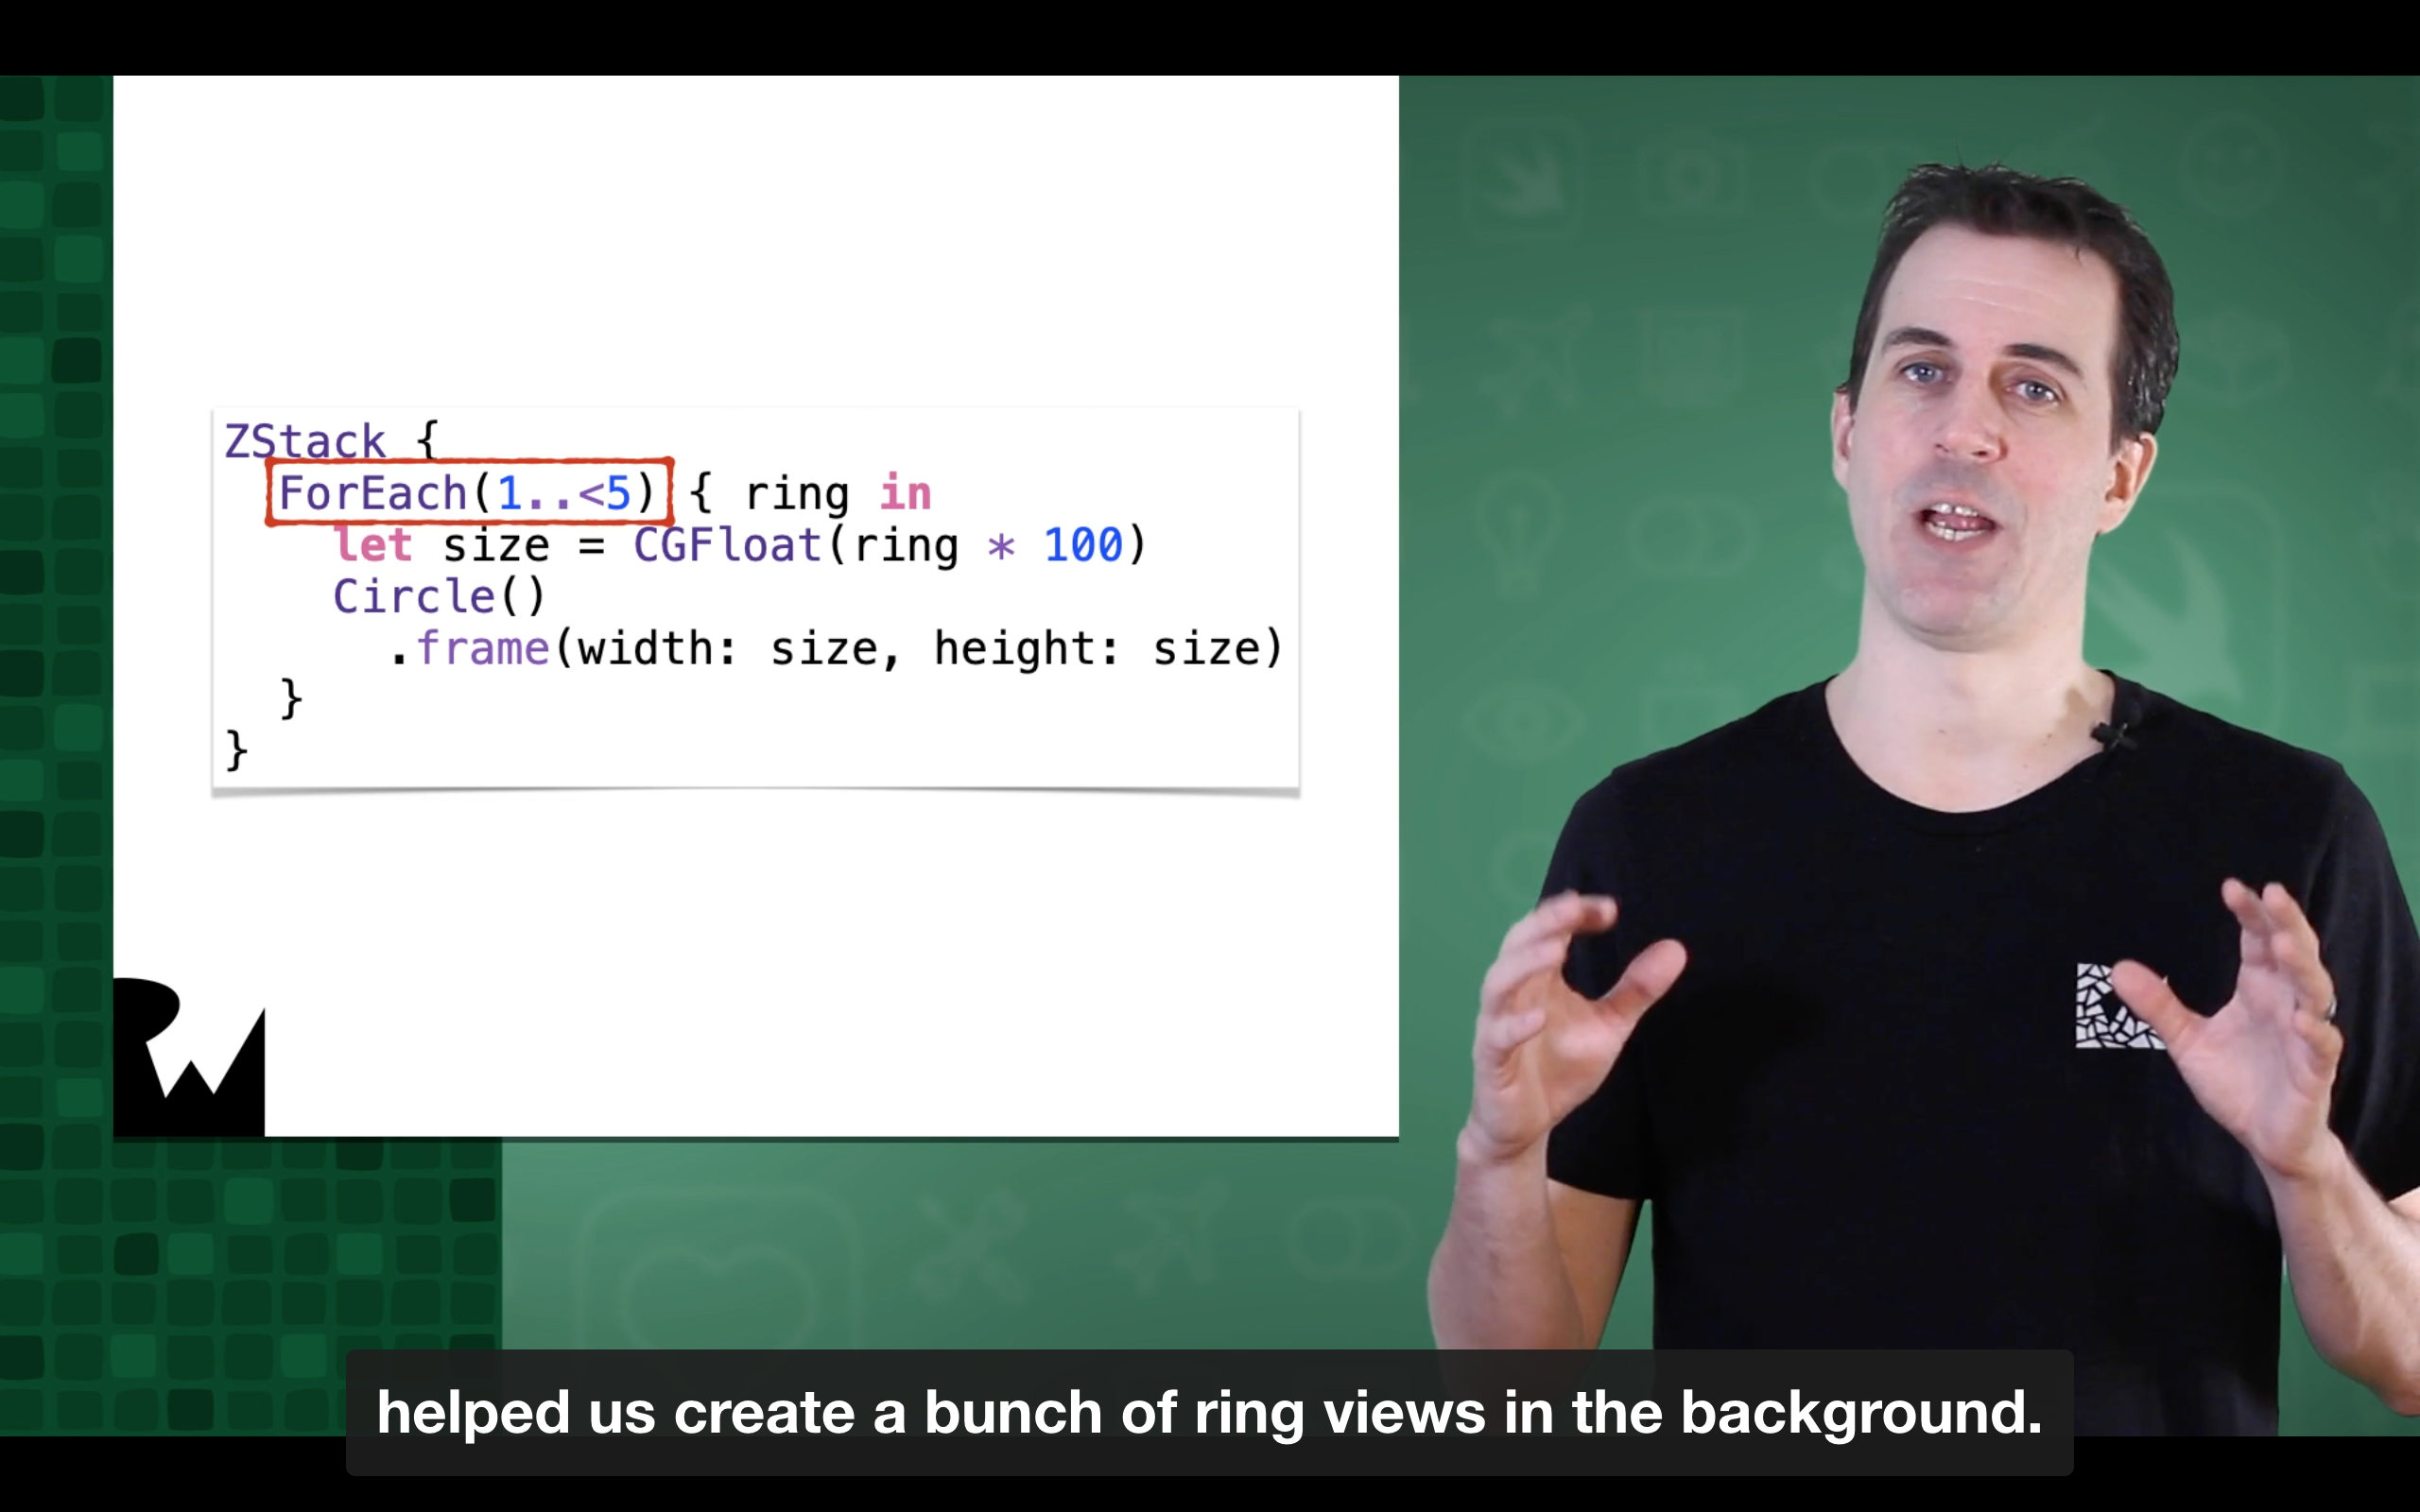 ZStack {
ForEach(1..<5) { ring in
let size = CGFloat(ring * 100)
Circle()
.frame(width: size, height: size)
}
}
RW
helped us create a bunch of ring views in the background.